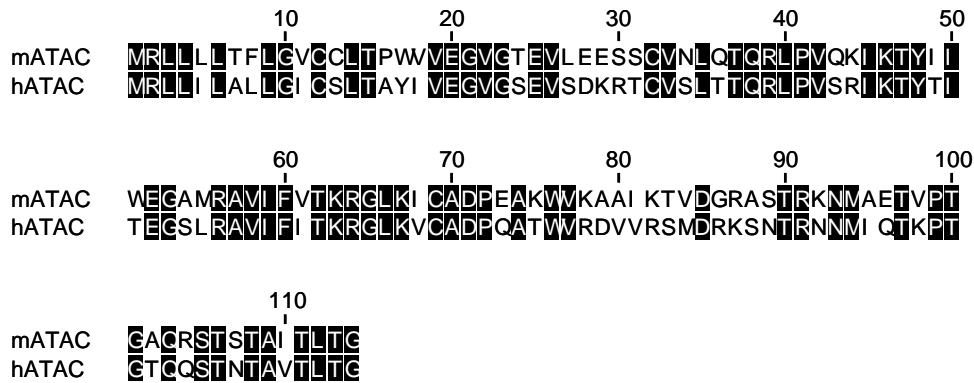 10 20 30 40 50
mATAC MRLLLLTFLGVCCLTPWVVEGVGTEVLEESSCVNLQTQRLPVQKIKTYII
hATAC MRLLILALLGICSLTAYIVEGVGSEVSDKRTCVSLTTQRLPVSRIKTYTI
60 70 80 90 100
mATAC WEGAMRAVIFVTKRGLKICADPEAKWVKAAIKTVDGRASTRKNMAETVPT
hATAC TEGSLRAVIFITKRGLKVCADPQATWVRDVVRSMDRKSNTRNNMIQTKPT
110
mATAC GAQRSTSTAITLTG
hATAC GTQQSTNTAVTLTG